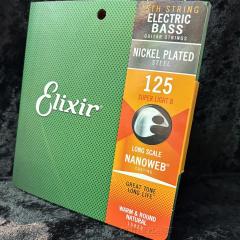 5TH STRING
ELECTRIC
BASS
GUITAR STRINGS
NICKEL PLATED
STEEL
125
SUPER LIGHT B
Elixir
LONG SCALE
NANOWEB
COATING
GREAT TONE
LONG LIFE
WARM & ROUND
NATURAL